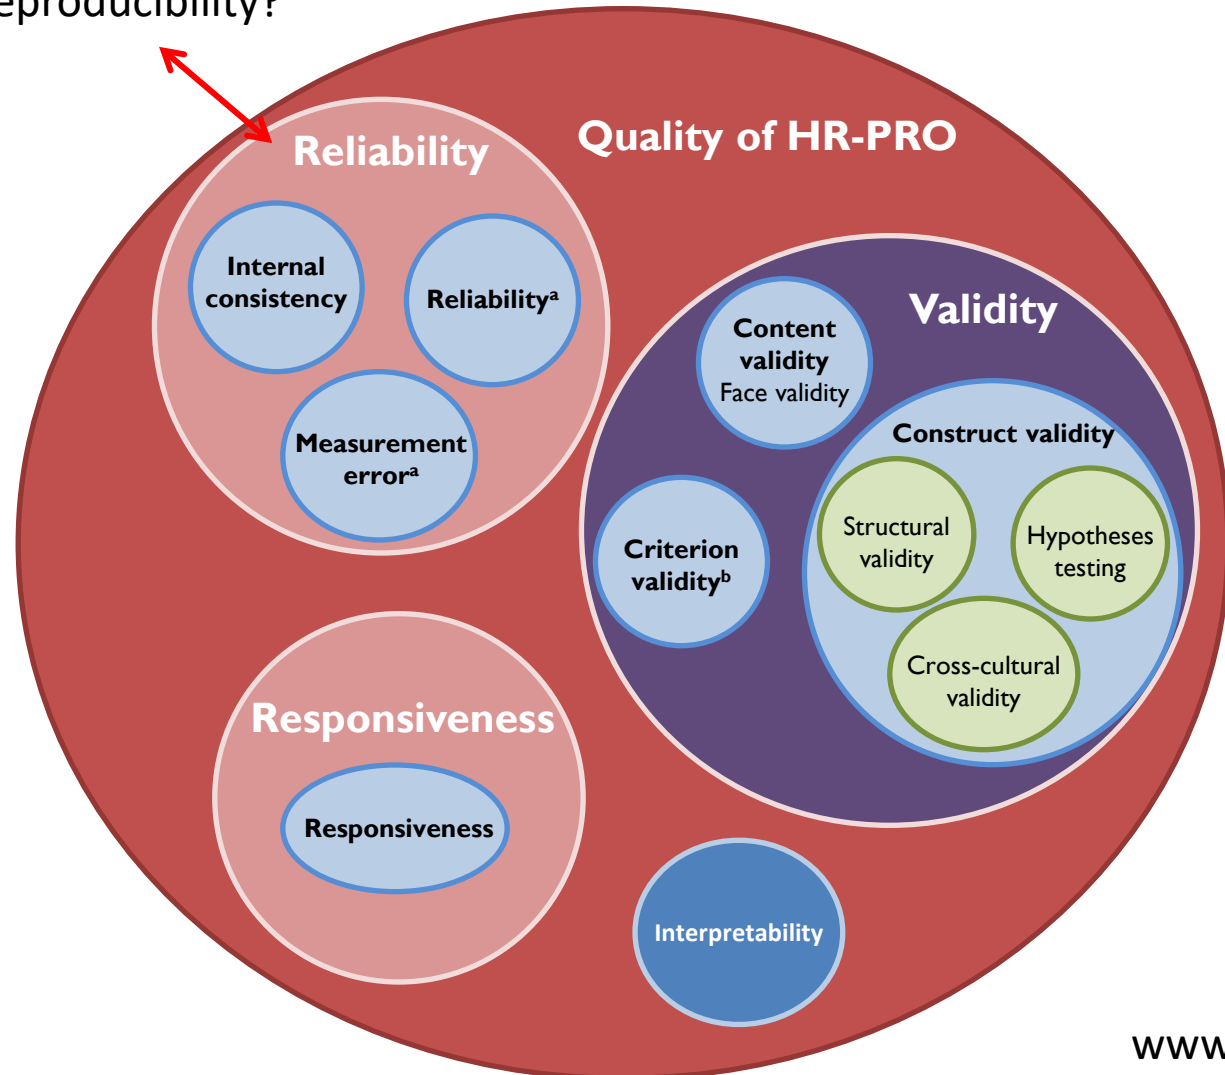 eproducibility?
Quality of HR-PRO
Reliability
Internal
consistency
Reliabilityᵃ
Measurement
errorᵃ
Validity
Content
validity
Face validity
Construct validity
Structural
validity
Hypotheses
testing
Cross-cultural
validity
Criterion
validityᵇ
Responsiveness
Responsiveness
Interpretability
www